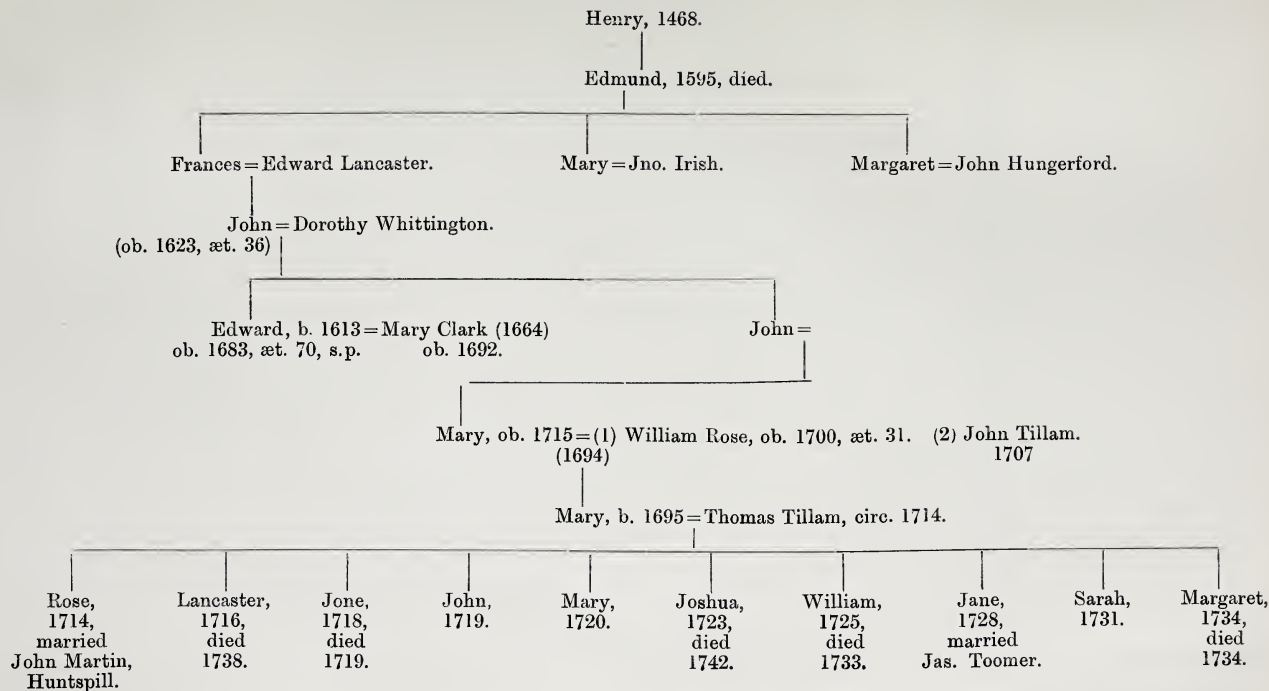 Henry, 1468.
Edmund, 1595, died.
Frances=Edward Lancaster.
Mary=Jno. Irish.
Margaret=John Hungerford.
John=Dorothy Whittington.
(ob. 1623, æt. 36)
Edward, b. 1613=Mary Clark (1664)
ob. 1683, æt. 70, s.p. ob. 1692.
John=
Mary, ob. 1715=(1) William Rose, ob. 1700, æt. 31. (2) John Tillam.
(1694) 1707
Mary, b. 1695=Thomas Tillam, circ. 1714.
Rose,
1714,
married
John Martin,
Huntspill.
Lancaster,
1716,
died
1738.
Jone,
1718,
died
1719.
John,
1719.
Mary,
1720.
Joshua,
1723,
died
1742.
William,
1725,
died
1733.
Jane,
1728,
married
Jas. Toomer.
Sarah,
1731.
Margaret,
1734,
died
1734.